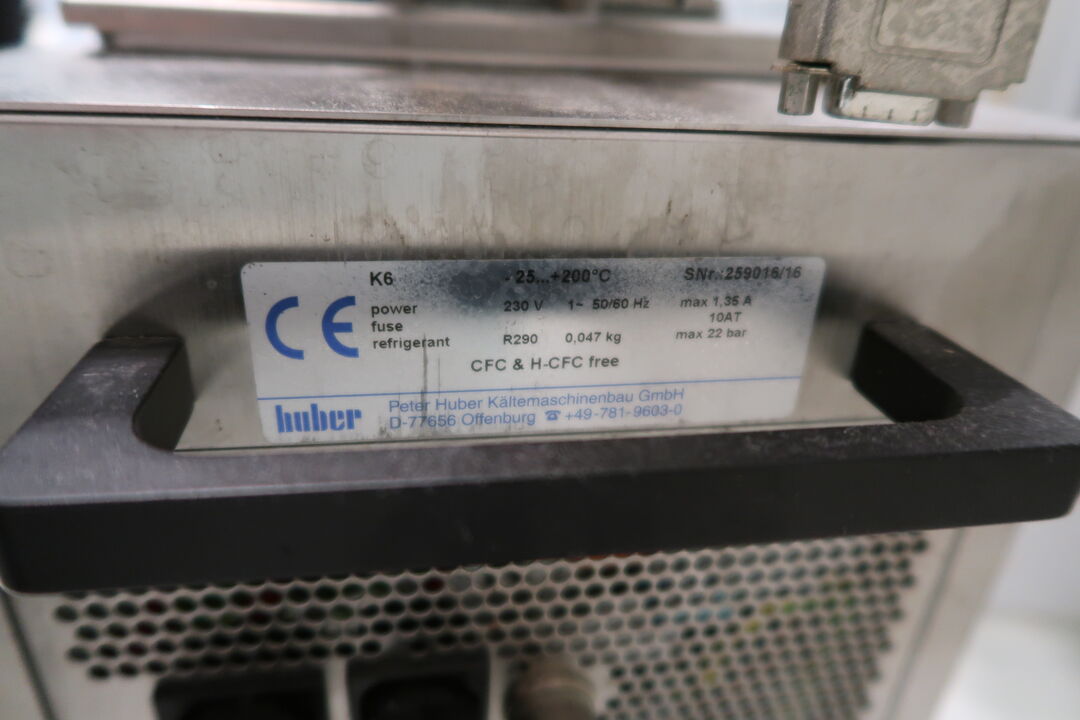 K6 - 25...+200°C SNr.:259016/16
CE
power 230 V 1~ 50/60 Hz max 1,35 A
fuse 10AT
refrigerant R290 0,047 kg max 22 bar
CFC & H-CFC free
huber
Peter Huber Kältemaschinenbau GmbH
D-77656 Offenburg ☎ +49-781-9603-0